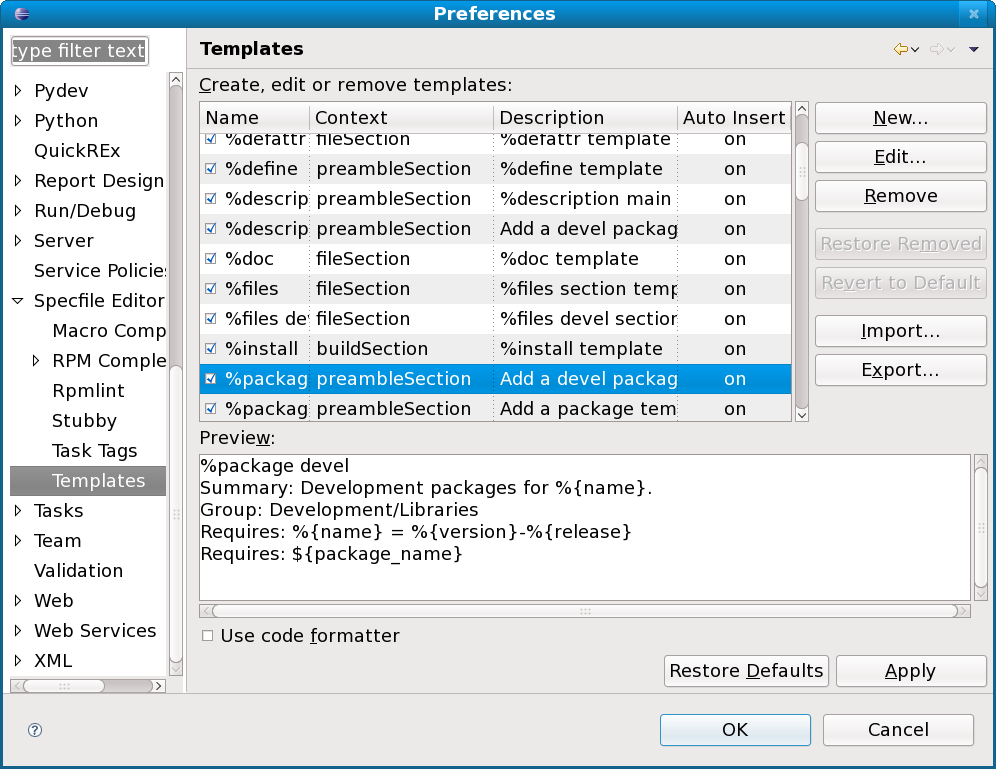 Preferences
type filter text
Pydev
Python
QuickREx
Report Design
Run/Debug
Server
Service Policies
Specfile Editor
Macro Comp
RPM Comple
Rpmlint
Stubby
Task Tags
Templates
Tasks
Team
Validation
Web
Web Services
XML
Templates
Create, edit or remove templates:
Name Context Description Auto Insert
%defattr fileSection %defattr template on
%define preambleSection %define template on
%descrip preambleSection %description main on
%descrip preambleSection Add a devel packag on
%doc fileSection %doc template on
%files fileSection %files section temp on
%files de fileSection %files devel section on
%install buildSection %install template on
%packag preambleSection Add a devel packag on
%packag preambleSection Add a package tem on
New...
Edit...
Remove
Restore Removed
Revert to Default
Import...
Export...
Preview:
%package devel
Summary: Development packages for %{name}.
Group: Development/Libraries
Requires: %{name} = %{version}-%{release}
Requires: ${package_name}
Use code formatter
Restore Defaults Apply
OK Cancel